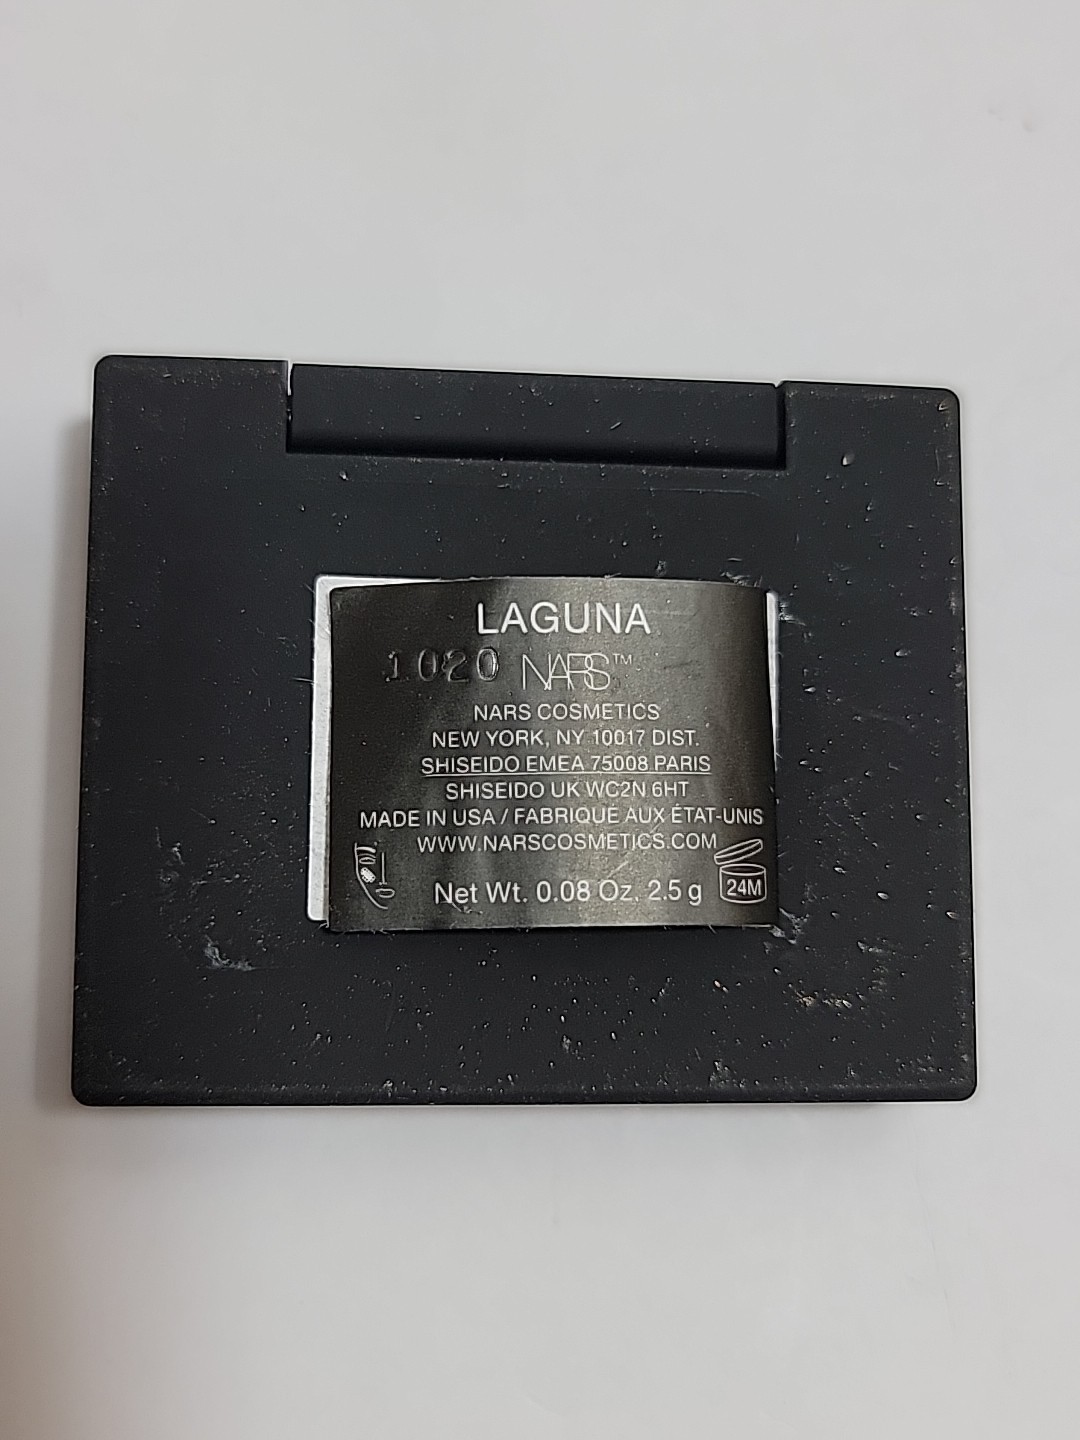 LAGUNA
1020 NARS™
NARS COSMETICS
NEW YORK, NY 10017 DIST.
SHISEIDO EMEA 75008 PARIS
SHISEIDO UK WC2N 6HT
MADE IN USA / FABRIQUÉ AUX ÉTAT-UNIS
WWW.NARSCOSMETICS.COM
Net Wt. 0.08 Oz. 2.5 g 24M